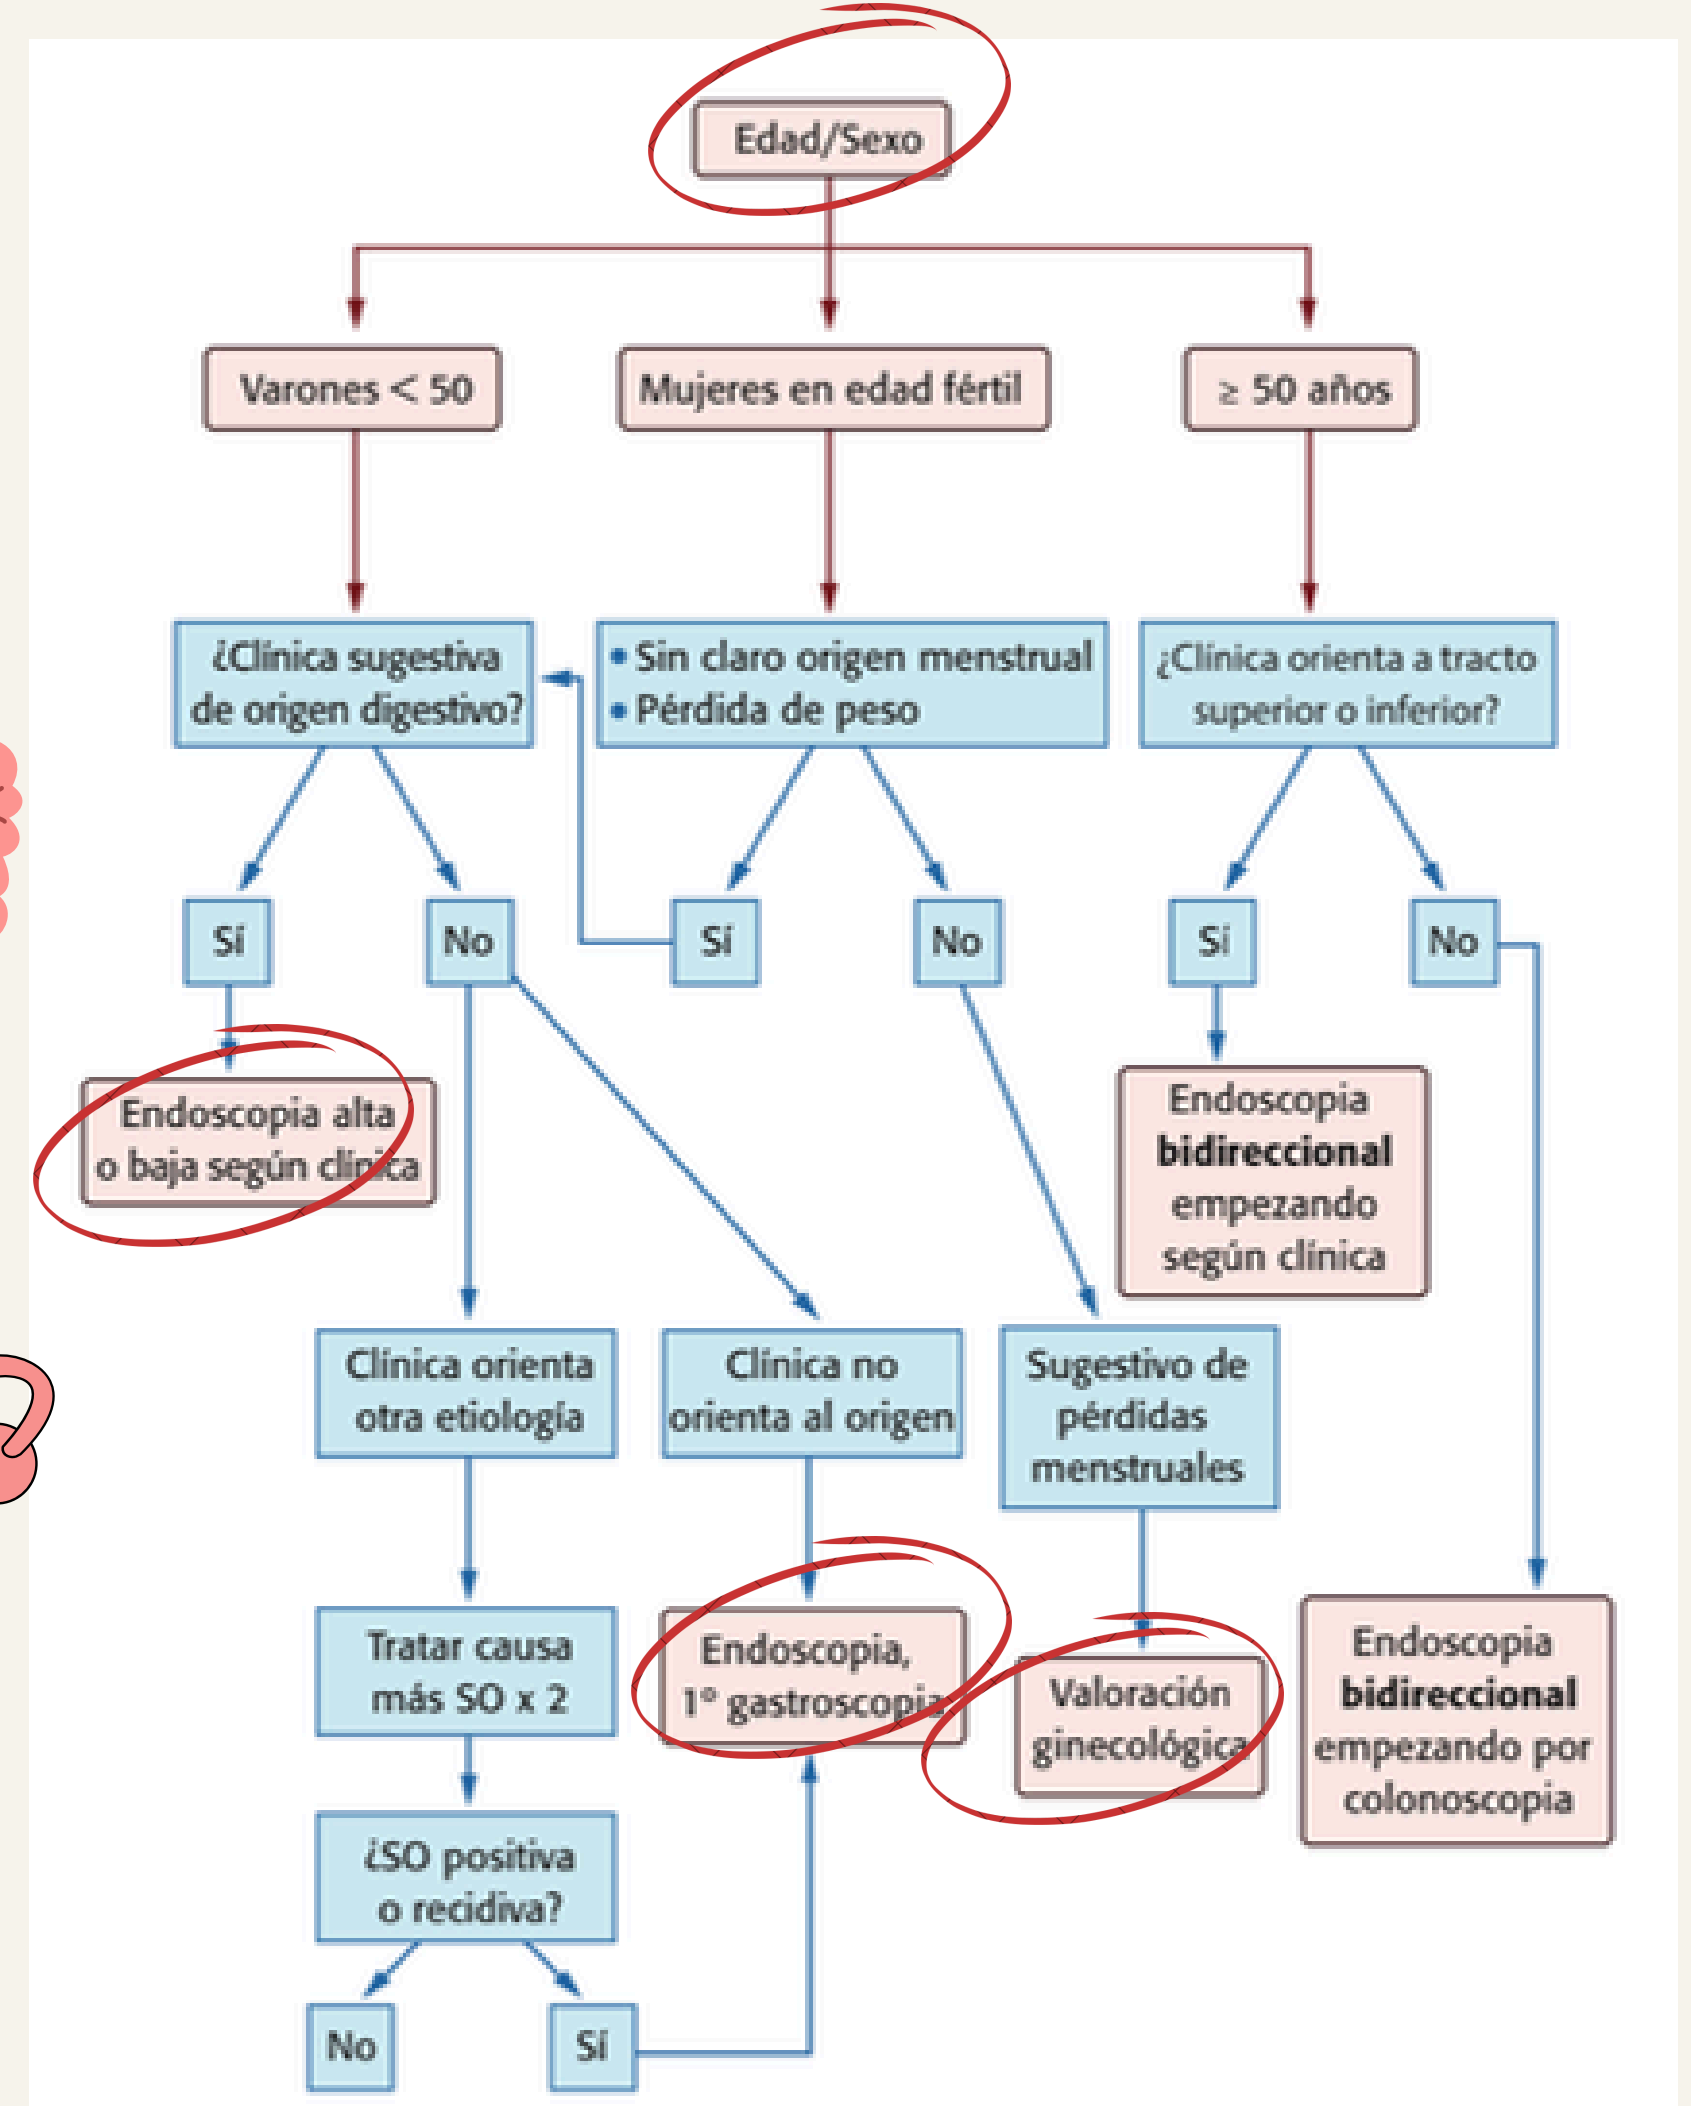 Edad/Sexo
Varones < 50
Mujeres en edad fértil
≥ 50 años
¿Clínica sugestiva
de origen digestivo?
• Sin claro origen menstrual
• Pérdida de peso
¿Clínica orienta a tracto
superior o inferior?
Sí
No
Sí
No
Sí
No
Endoscopia alta
o baja según clínica
Endoscopia
bidireccional
empezando
según clínica
Clínica orienta
otra etiología
Clínica no
orienta al origen
Sugestivo de
pérdidas
menstruales
Tratar causa
más SO x 2
Endoscopia,
1º gastroscopia
Valoración
ginecológica
Endoscopia
bidireccional
empezando por
colonoscopia
¿SO positiva
o recidiva?
No
Sí